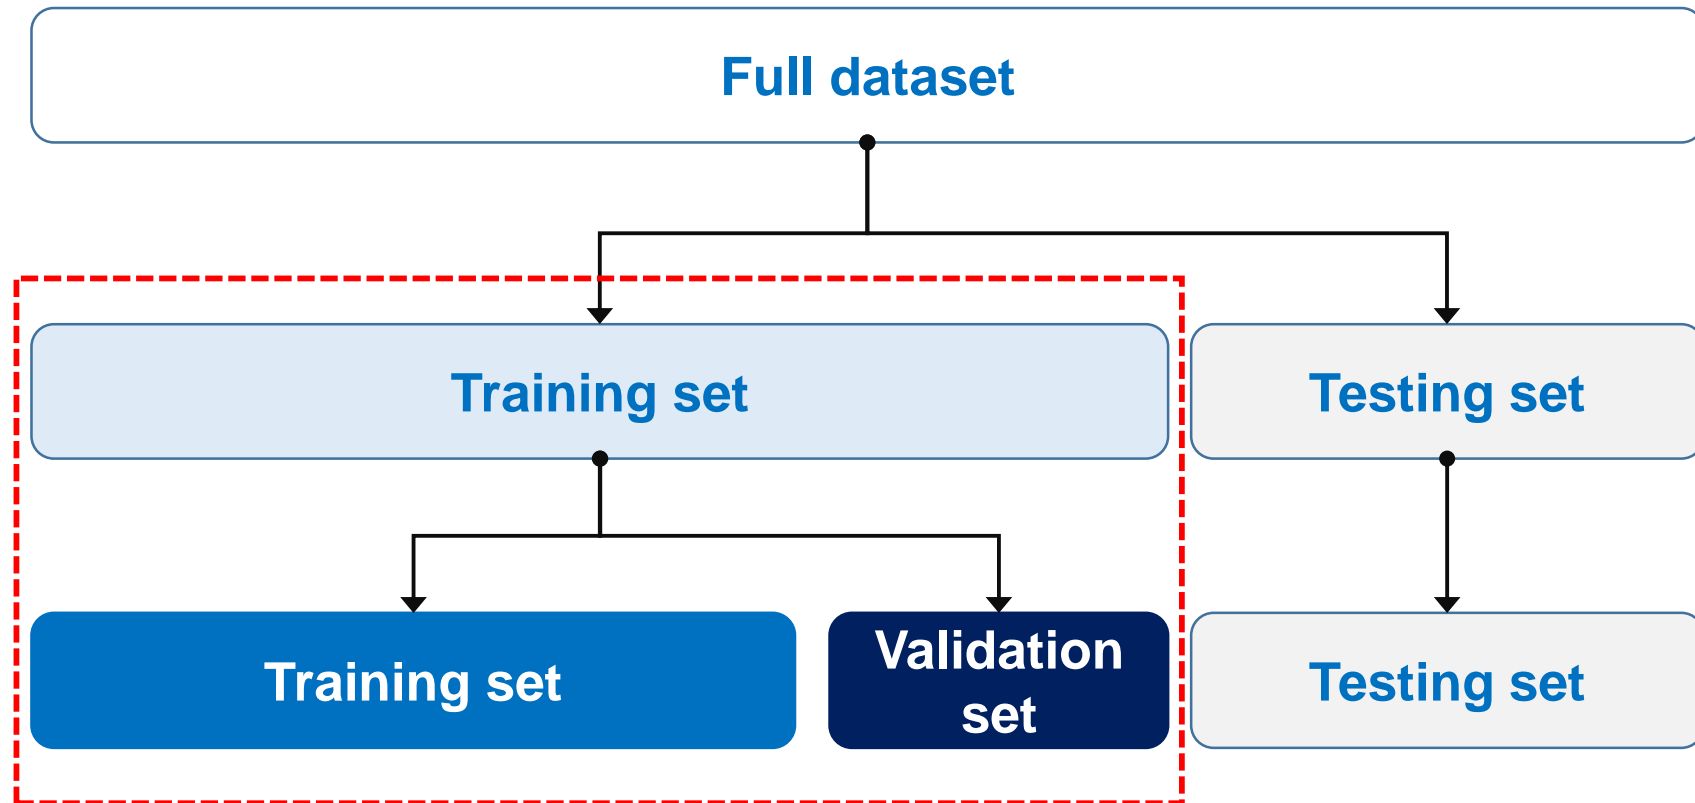 Full dataset
Training set
Testing set
Training set
Validation
set
Testing set